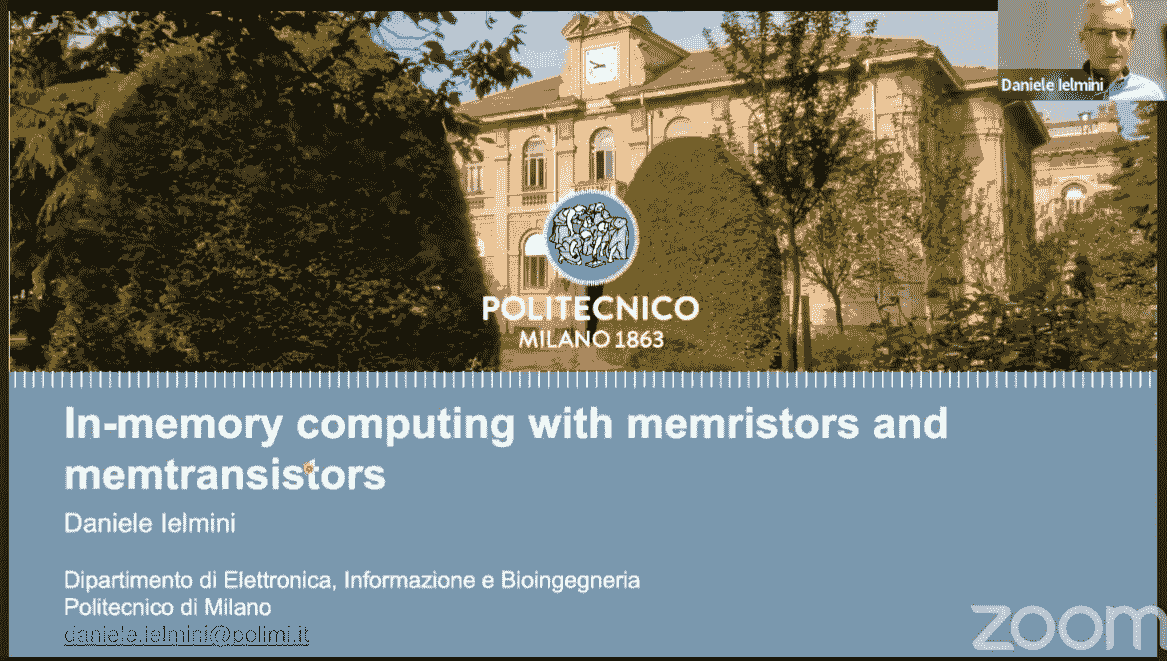 Daniele Ielmini
POLITECNICO
MILANO 1863
In-memory computing with memristors and
memtransistors
Daniele Ielmini
Dipartimento di Elettronica, Informazione e Bioingegneria
Politecnico di Milano
daniele.ielmini@polimi.it
zoom